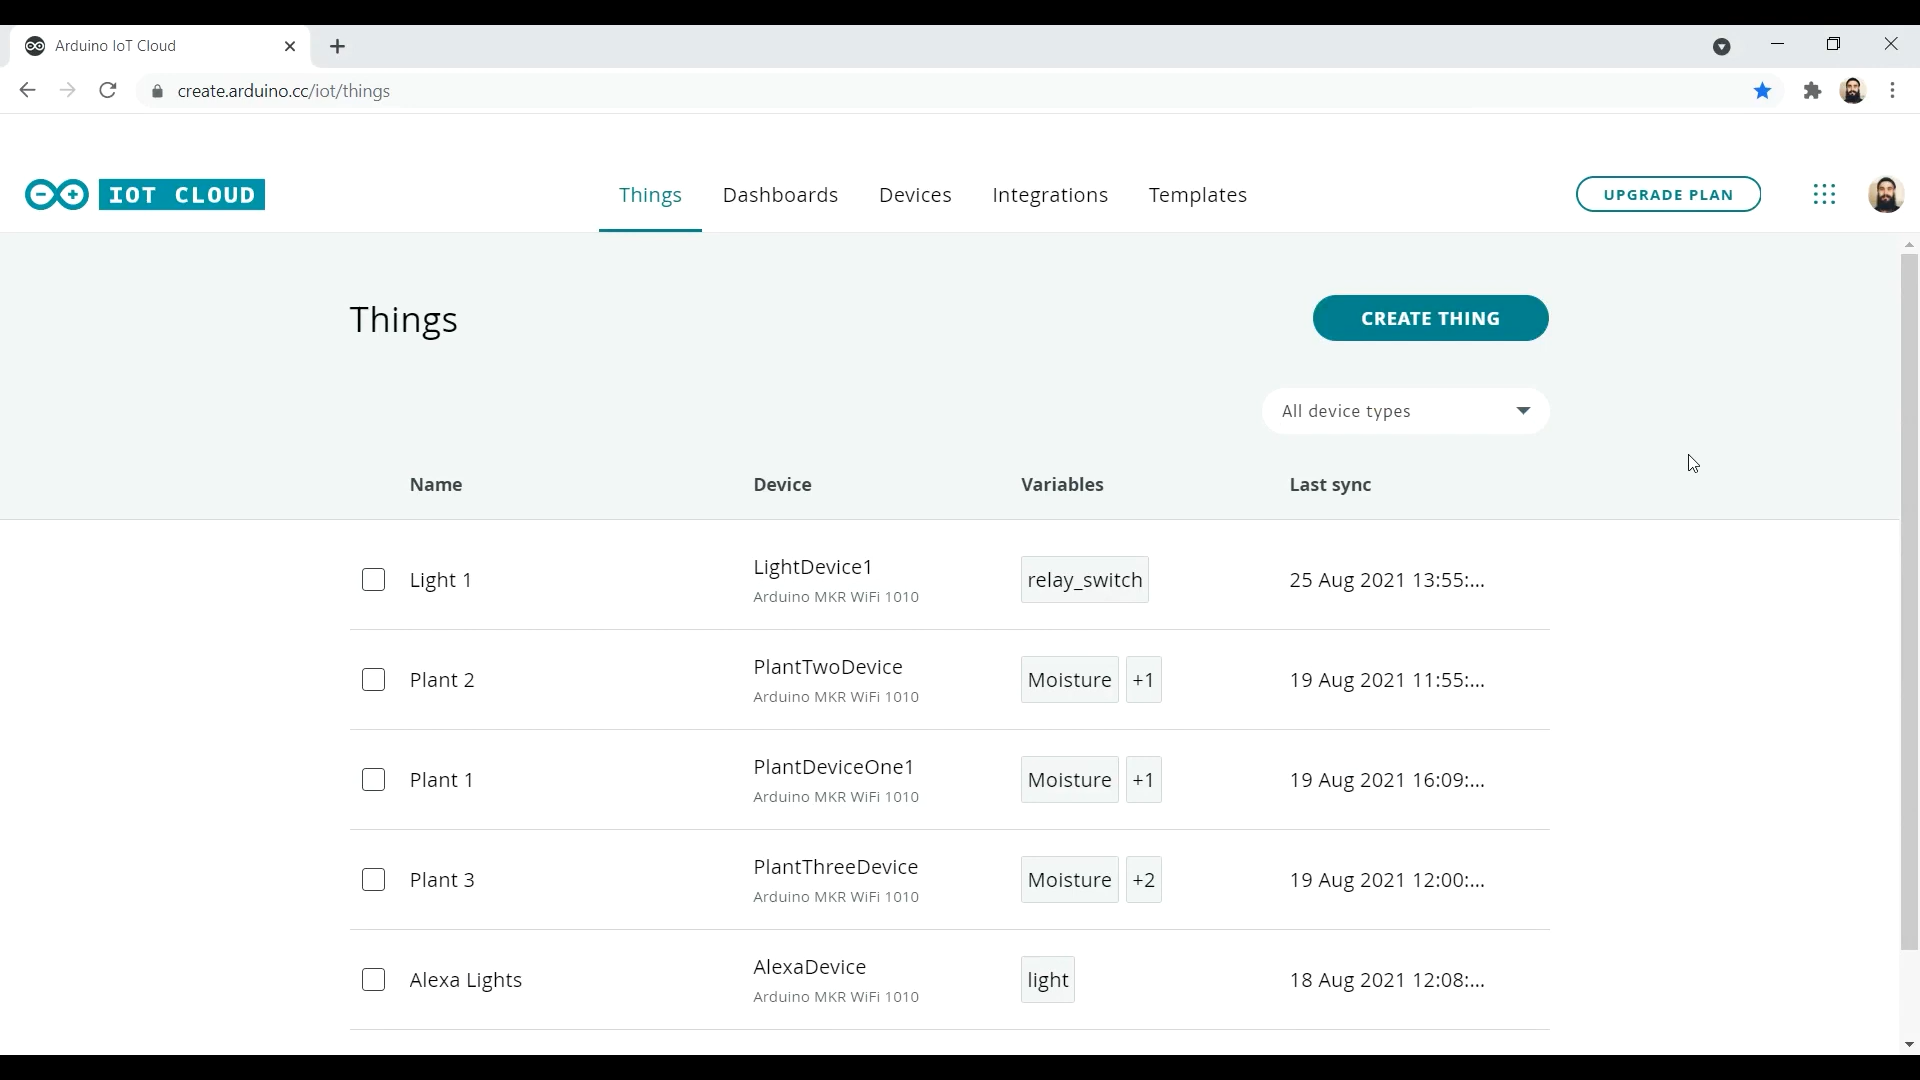 Arduino IoT Cloud
create.arduino.cc/iot/things
IOT CLOUD
Things Dashboards Devices Integrations Templates UPGRADE PLAN
Things CREATE THING
All device types
Name Device Variables Last sync
Light 1 LightDevice1 Arduino MKR WiFi 1010 relay_switch 25 Aug 2021 13:55:...
Plant 2 PlantTwoDevice Arduino MKR WiFi 1010 Moisture +1 19 Aug 2021 11:55:...
Plant 1 PlantDeviceOne1 Arduino MKR WiFi 1010 Moisture +1 19 Aug 2021 16:09:...
Plant 3 PlantThreeDevice Arduino MKR WiFi 1010 Moisture +2 19 Aug 2021 12:00:...
Alexa Lights AlexaDevice Arduino MKR WiFi 1010 light 18 Aug 2021 12:08:...